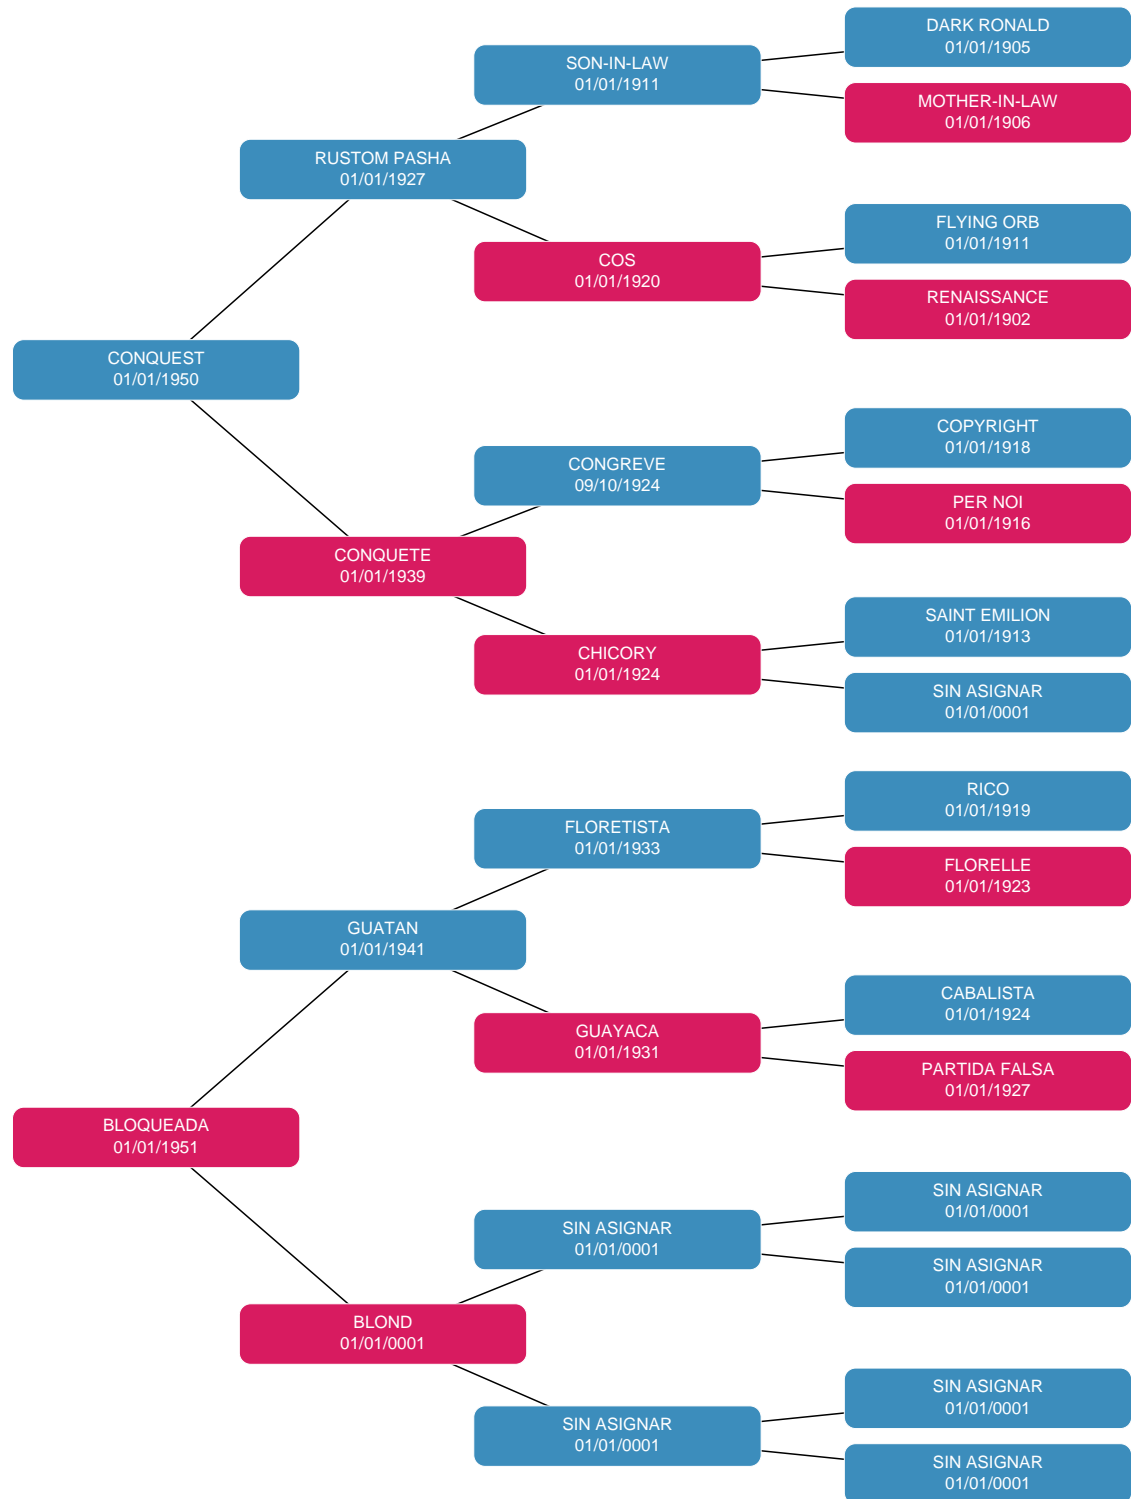 DARK RONALD
01/01/1905
SON-IN-LAW
01/01/1911
MOTHER-IN-LAW
01/01/1906
RUSTOM PASHA
01/01/1927
FLYING ORB
01/01/1911
COS
01/01/1920
RENAISSANCE
01/01/1902
CONQUEST
01/01/1950
COPYRIGHT
01/01/1918
CONGREVE
09/10/1924
PER NOI
01/01/1916
CONQUETE
01/01/1939
SAINT EMILION
01/01/1913
CHICORY
01/01/1924
SIN ASIGNAR
01/01/0001
RICO
01/01/1919
FLORETISTA
01/01/1933
FLORELLE
01/01/1923
GUATAN
01/01/1941
CABALISTA
01/01/1924
GUAYACA
01/01/1931
PARTIDA FALSA
01/01/1927
BLOQUEADA
01/01/1951
SIN ASIGNAR
01/01/0001
SIN ASIGNAR
01/01/0001
SIN ASIGNAR
01/01/0001
BLOND
01/01/0001
SIN ASIGNAR
01/01/0001
SIN ASIGNAR
01/01/0001
SIN ASIGNAR
01/01/0001